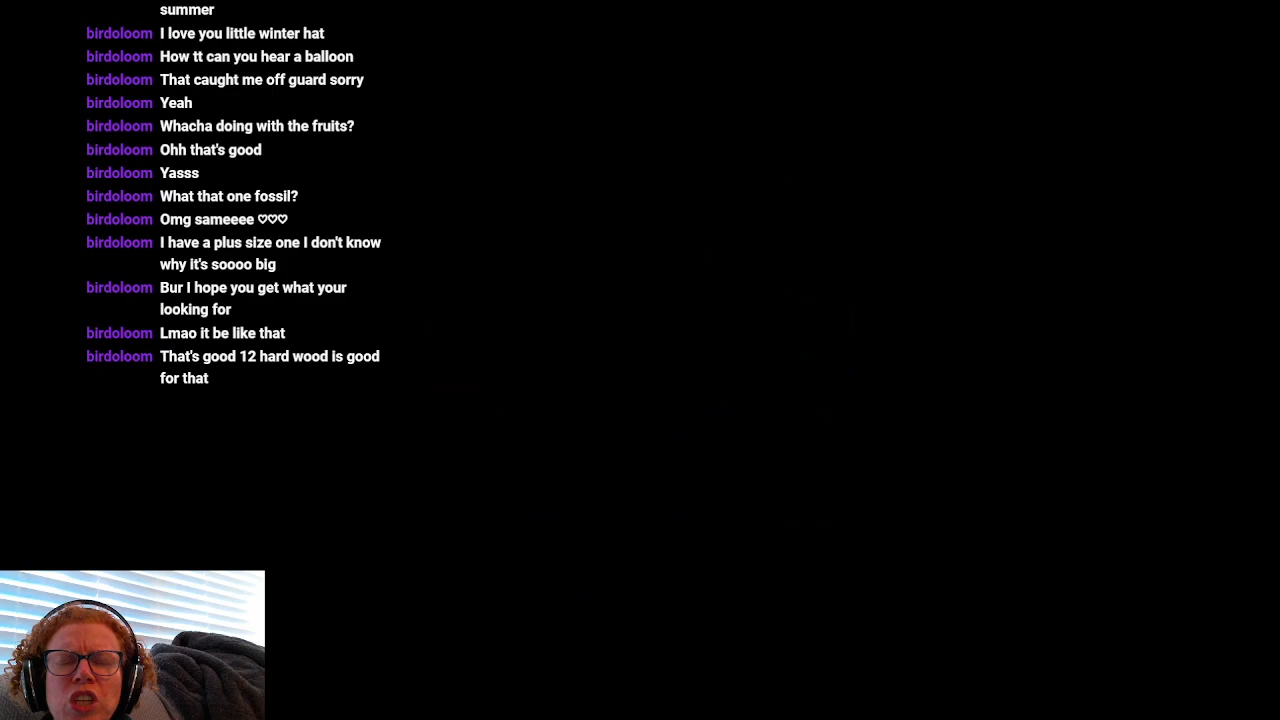 summer
birdoloom I love you little winter hat
birdoloom How tt can you hear a balloon
birdoloom That caught me off guard sorry
birdoloom Yeah
birdoloom Whacha doing with the fruits?
birdoloom Ohh that's good
birdoloom Yasss
birdoloom What that one fossil?
birdoloom Omg sameeee ♡♡♡
birdoloom I have a plus size one I don't know
why it's soooo big
birdoloom Bur I hope you get what your
looking for
birdoloom Lmao it be like that
birdoloom That's good 12 hard wood is good
for that